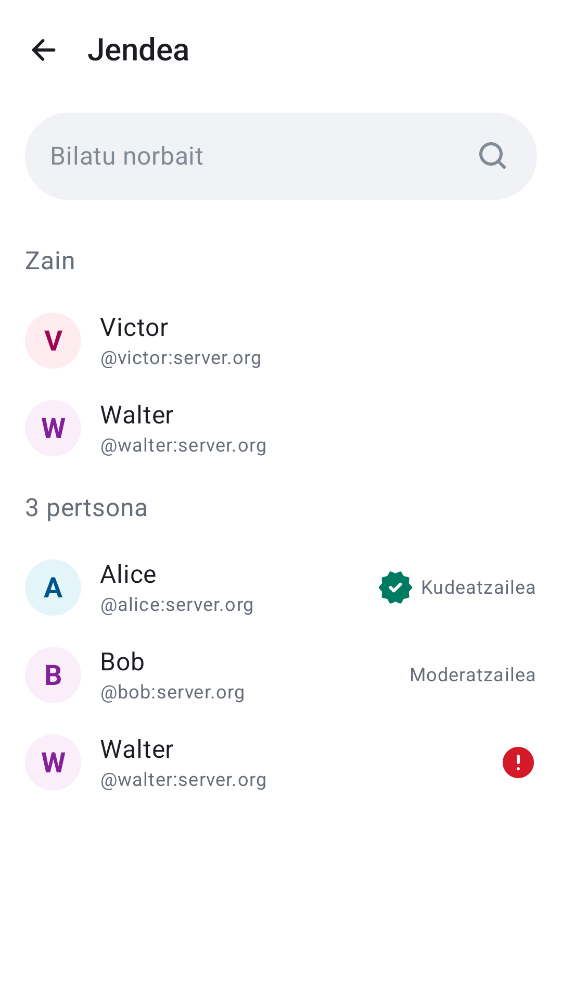 Jendea
Bilatu norbait
Zain
V
Victor
@victor:server.org
W
Walter
@walter:server.org
3 pertsona
A
Alice
@alice:server.org
Kudeatzailea
B
Bob
@bob:server.org
Moderatzailea
W
Walter
@walter:server.org